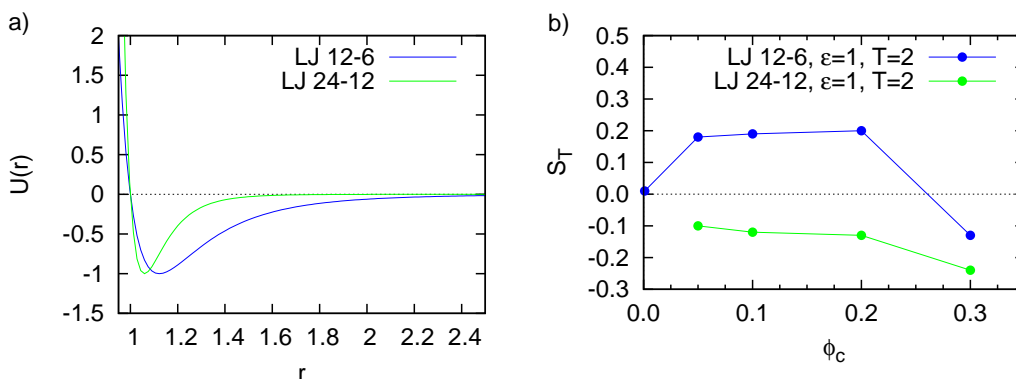 a)
2
1.5
1
0.5
0
-0.5
-1
-1.5
U(r)
1 1.2 1.4 1.6 1.8 2 2.2 2.4
r
LJ 12-6
LJ 24-12
b)
0.5
0.4
0.3
0.2
0.1
0.0
-0.1
-0.2
-0.3
S_T
0.0 0.1 0.2 0.3
ϕ_c
LJ 12-6, ε=1, T=2
LJ 24-12, ε=1, T=2